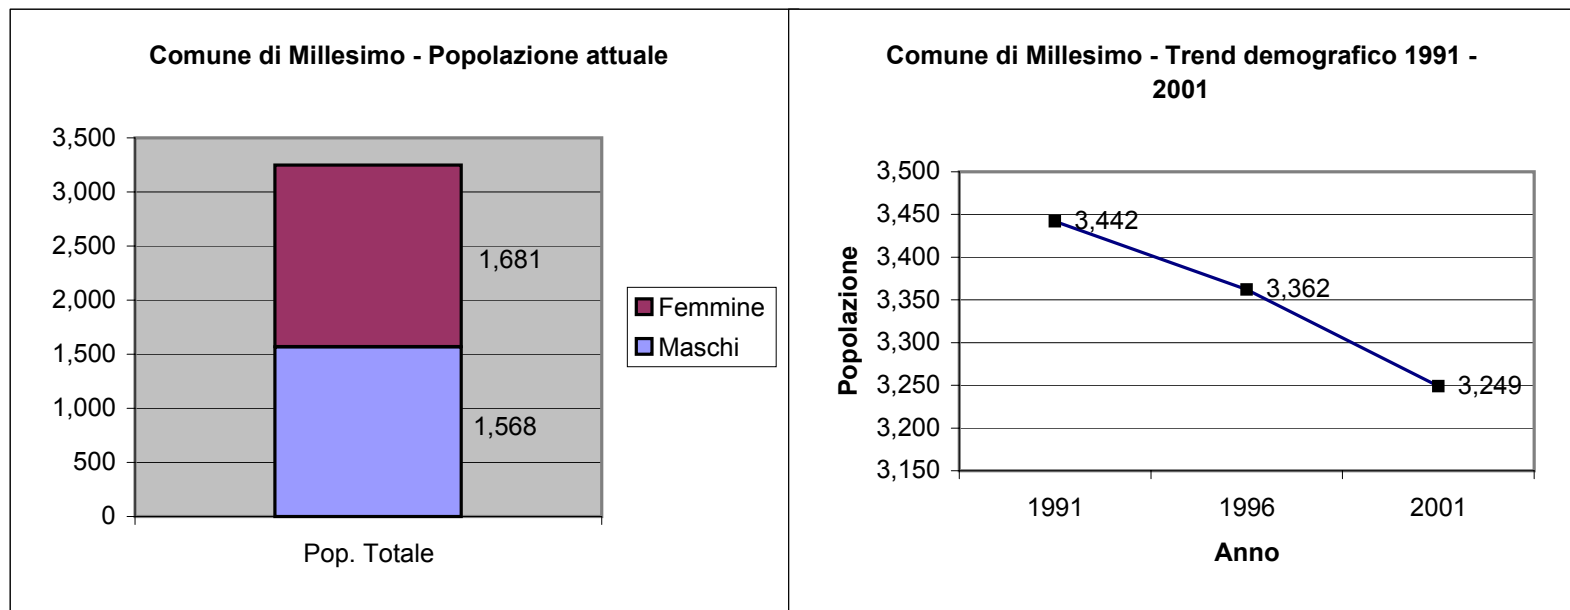 Comune di Millesimo - Popolazione attuale
3,500
3,000
2,500
2,000
1,500
1,000
500
0
1,681
1,568
Pop. Totale
Femmine
Maschi
Comune di Millesimo - Trend demografico 1991 -
2001
Popolazione
3,500
3,450
3,400
3,350
3,300
3,250
3,200
3,150
3,442
3,362
3,249
1991 1996 2001
Anno